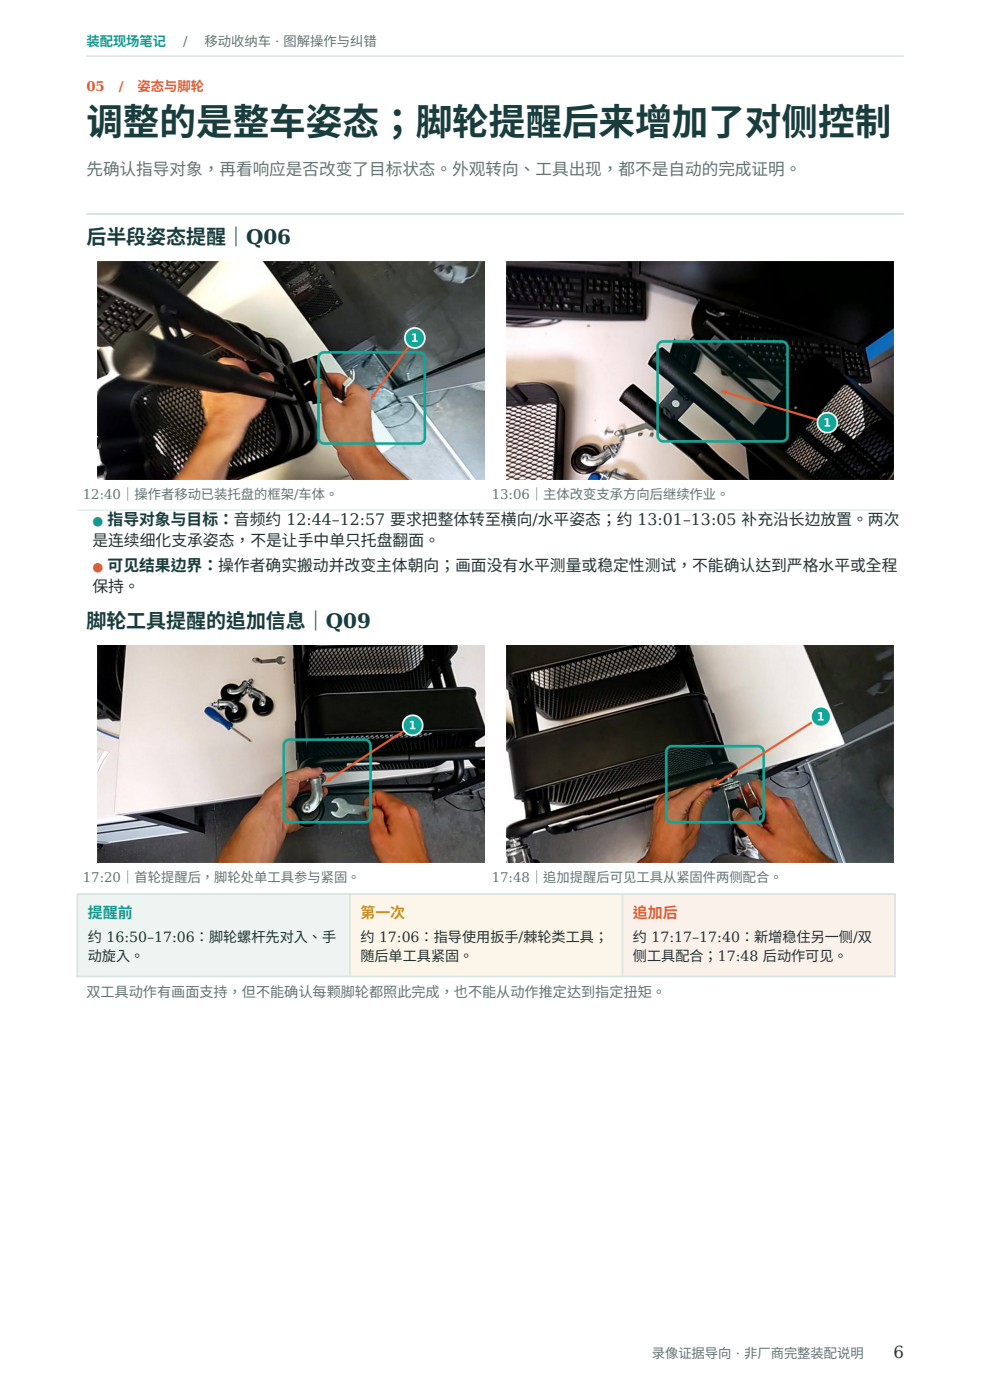 装配现场笔记 / 移动收纳车 · 图解操作与纠错
05 / 姿态与脚轮
调整的是整车姿态；脚轮提醒后来增加了对侧控制
先确认指导对象，再看响应是否改变了目标状态。外观转向、工具出现，都不是自动的完成证明。
后半段姿态提醒｜Q06
1
1
12:40｜操作者移动已装托盘的框架/车体。
13:06｜主体改变支承方向后继续作业。
● 指导对象与目标：音频约 12:44–12:57 要求把整体转至横向/水平姿态；约 13:01–13:05 补充沿长边放置。两次
是连续细化支承姿态，不是让手中单只托盘翻面。
● 可见结果边界：操作者确实搬动并改变主体朝向；画面没有水平测量或稳定性测试，不能确认达到严格水平或全程
保持。
脚轮工具提醒的追加信息｜Q09
1
1
17:20｜首轮提醒后，脚轮处单工具参与紧固。
17:48｜追加提醒后可见工具从紧固件两侧配合。
提醒前
约 16:50–17:06：脚轮螺杆先对入、手
动旋入。
第一次
约 17:06：指导使用扳手/棘轮类工具；
随后单工具紧固。
追加后
约 17:17–17:40：新增稳住另一侧/双
侧工具配合；17:48 后动作可见。
双工具动作有画面支持，但不能确认每颗脚轮都照此完成，也不能从动作推定达到指定扭矩。
录像证据导向 · 非厂商完整装配说明 6